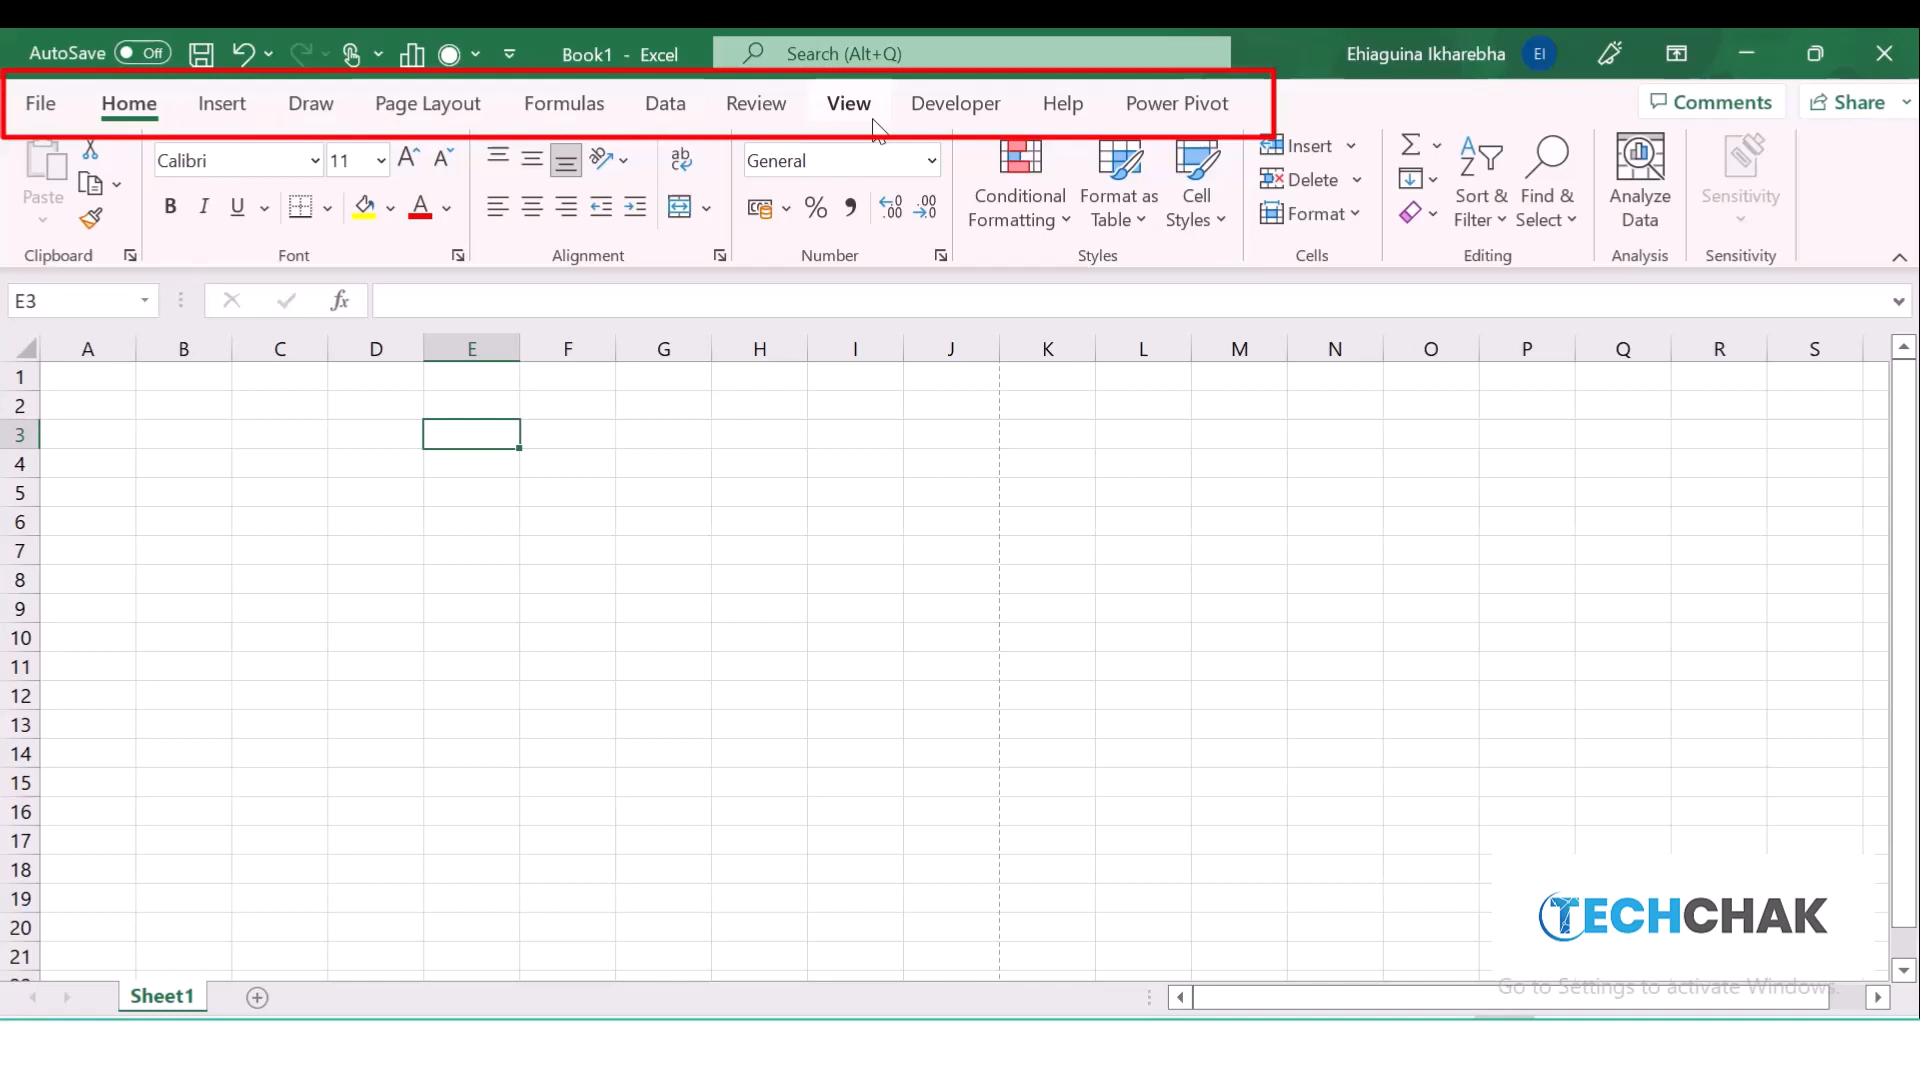 AutoSave Off Book1 - Excel Search (Alt+Q) Ehiaguina Ikharebha EI
File Home Insert Draw Page Layout Formulas Data Review View Developer Help Power Pivot Comments Share
Paste
Clipboard
Calibri 11
B I U A
Font
ab
Alignment
General
% .00 .00
Number
Conditional Formatting
Format as Table
Cell Styles
Styles
Insert
Delete
Format
Cells
Sort & Filter
Find & Select
Editing
Analyze Data
Analysis
Sensitivity
Sensitivity
E3 fx
A B C D E F G H I J K L M N O P Q R S
1
2
3
4
5
6
7
8
9
10
11
12
13
14
15
16
17
18
19
20
21
TECHCHAK
Go to Settings to activate Windows.
Sheet1